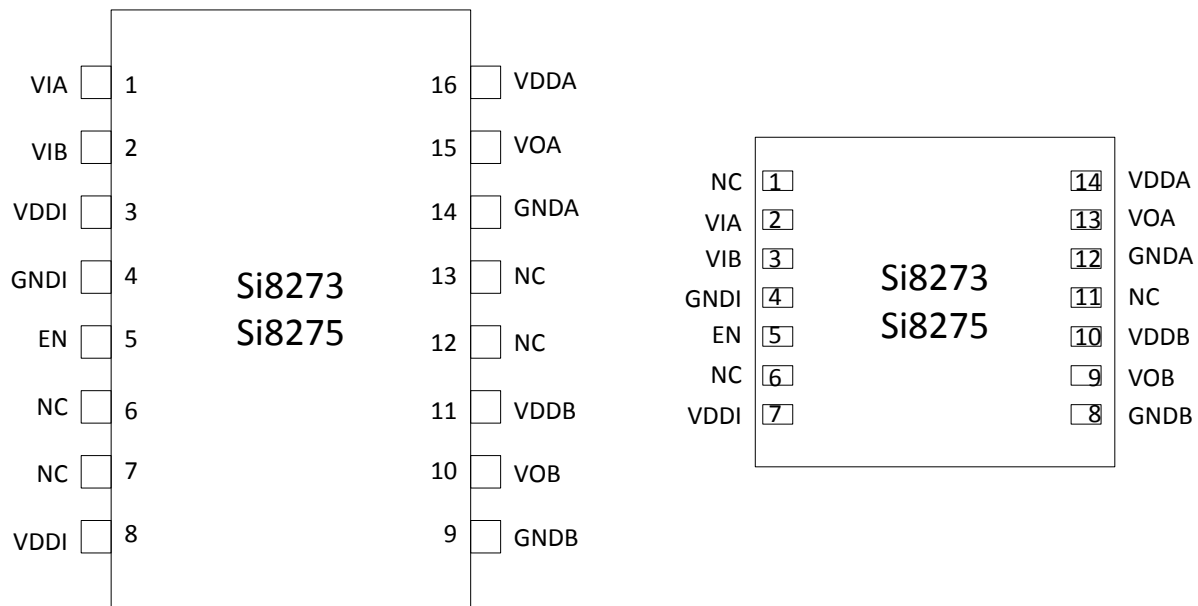 VIA 1 16 VDDA
VIB 2 15 VOA
VDDI 3 14 GNDA
GNDI 4 13 NC
EN 5 12 NC
NC 6 11 VDDB
NC 7 10 VOB
VDDI 8 9 GNDB
Si8273
Si8275
NC 1 14 VDDA
VIA 2 13 VOA
VIB 3 12 GNDA
GNDI 4 11 NC
EN 5 10 VDDB
NC 6 9 VOB
VDDI 7 8 GNDB
Si8273
Si8275